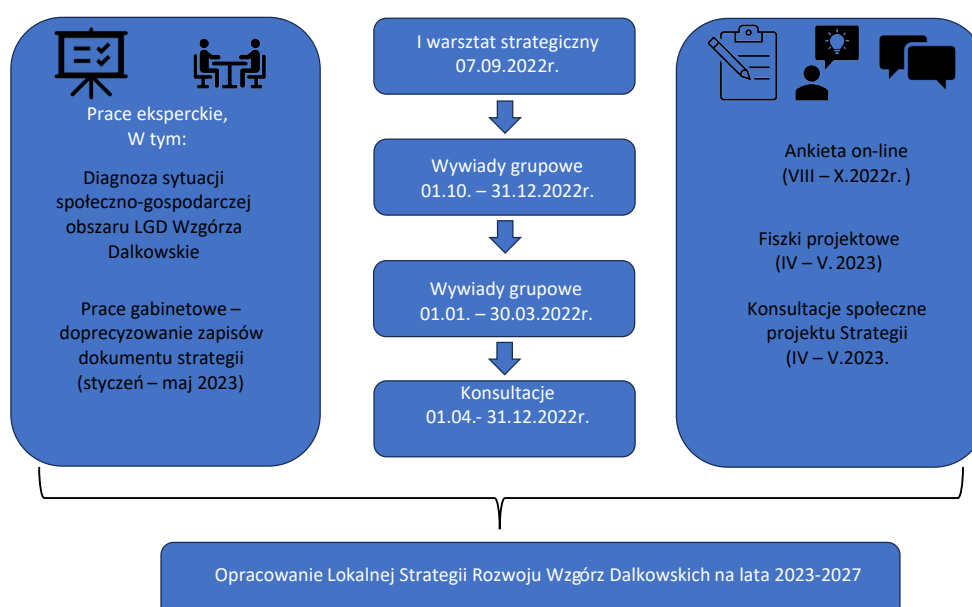 Prace eksperckie,
W tym:
Diagnoza sytuacji
społeczno-gospodarczej
obszaru LGD Wzgórza
Dalkowskie
Prace gabinetowe –
doprecyzowanie zapisów
dokumentu strategii
(styczeń – maj 2023)
I warsztat strategiczny
07.09.2022r.
Wywiady grupowe
01.10. – 31.12.2022r.
Wywiady grupowe
01.01. – 30.03.2022r.
Konsultacje
01.04.- 31.12.2022r.
Ankieta on-line
(VIII – X.2022r. )
Fiszki projektowe
(IV – V. 2023)
Konsultacje społeczne
projektu Strategii
(IV – V.2023.
Opracowanie Lokalnej Strategii Rozwoju Wzgórz Dalkowskich na lata 2023-2027